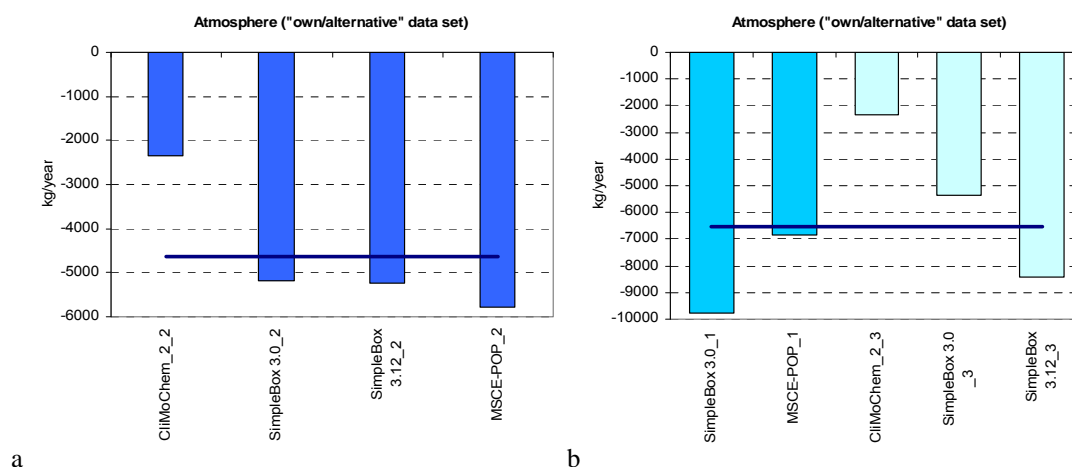 Atmosphere ("own/alternative" data set)
0
-1000
-2000
-3000
-4000
-5000
-6000
kg/year
CliMoChem_2_2
SimpleBox 3.0_2
SimpleBox
3.12_2
MSCE-POP_2
a
Atmosphere ("own/alternative" data set)
0
-1000
-2000
-3000
-4000
-5000
-6000
-7000
-8000
-9000
-10000
kg/year
SimpleBox 3.0_1
MSCE-POP_1
CliMoChem_2_3
SimpleBox 3.0
_3
SimpleBox
3.12_3
b